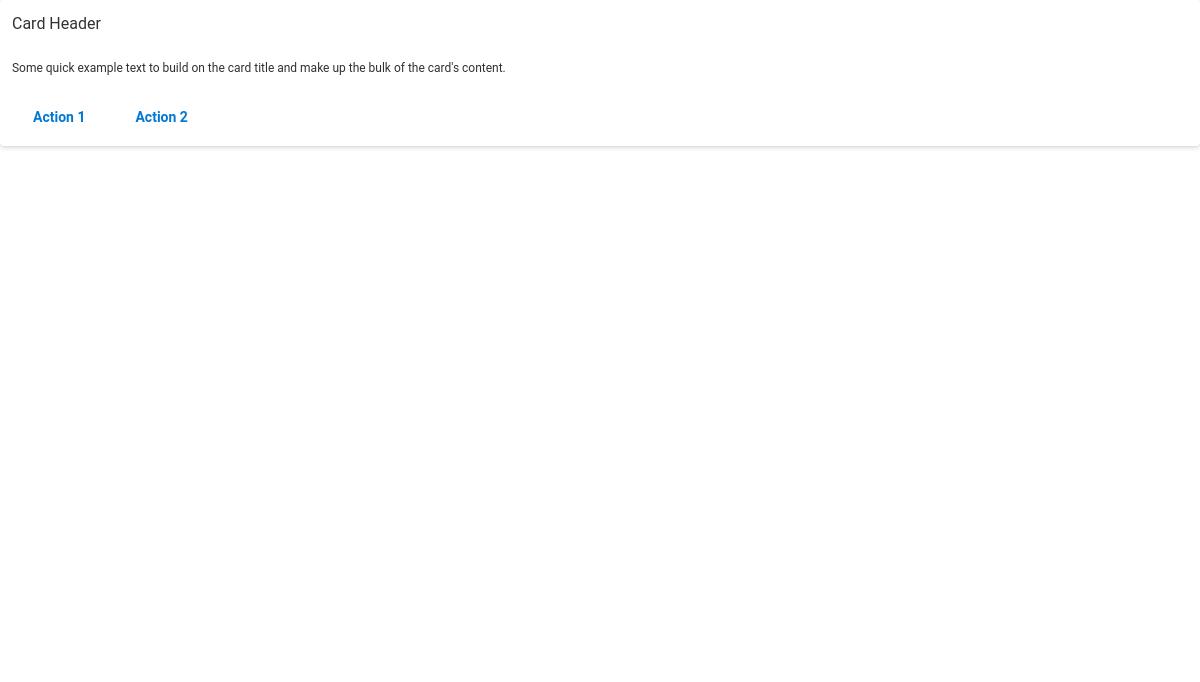 Card Header
Some quick example text to build on the card title and make up the bulk of the card's content.
Action 1 Action 2